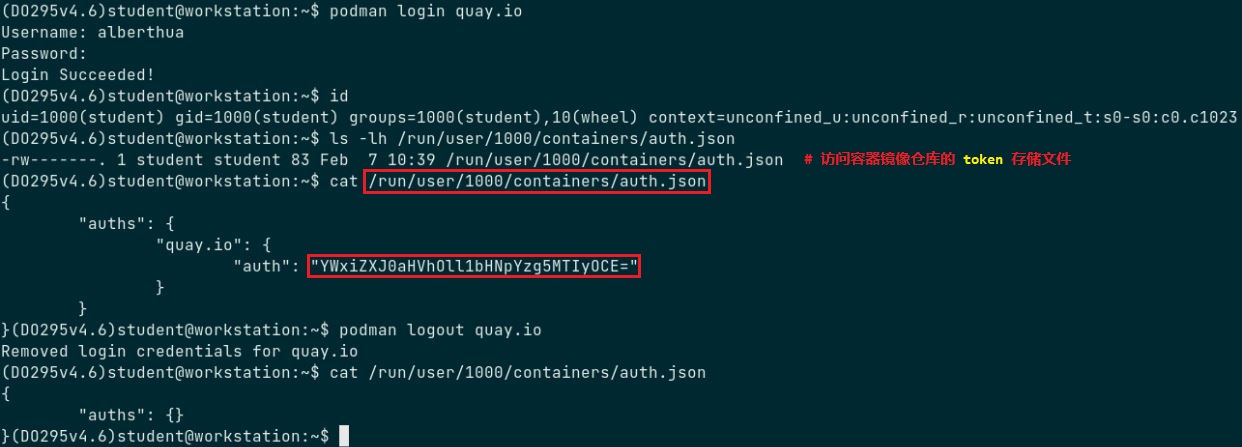 (DO295v4.6)student@workstation:~$ podman login quay.io
Username: alberthua
Password:
Login Succeeded!
(DO295v4.6)student@workstation:~$ id
uid=1000(student) gid=1000(student) groups=1000(student),10(wheel) context=unconfined_u:unconfined_r:unconfined_t:s0-s0:c0.c1023
(DO295v4.6)student@workstation:~$ ls -lh /run/user/1000/containers/auth.json
-rw-------. 1 student student 83 Feb  7 10:39 /run/user/1000/containers/auth.json  # 访问容器镜像仓库的 token 存储文件
(DO295v4.6)student@workstation:~$ cat /run/user/1000/containers/auth.json
{
        "auths": {
                "quay.io": {
                        "auth": "YWxiZXJ0aHVhOll1bHNpYzg5MTIyOCE="
                }
        }
}(DO295v4.6)student@workstation:~$ podman logout quay.io
Removed login credentials for quay.io
(DO295v4.6)student@workstation:~$ cat /run/user/1000/containers/auth.json
{
        "auths": {}
}(DO295v4.6)student@workstation:~$